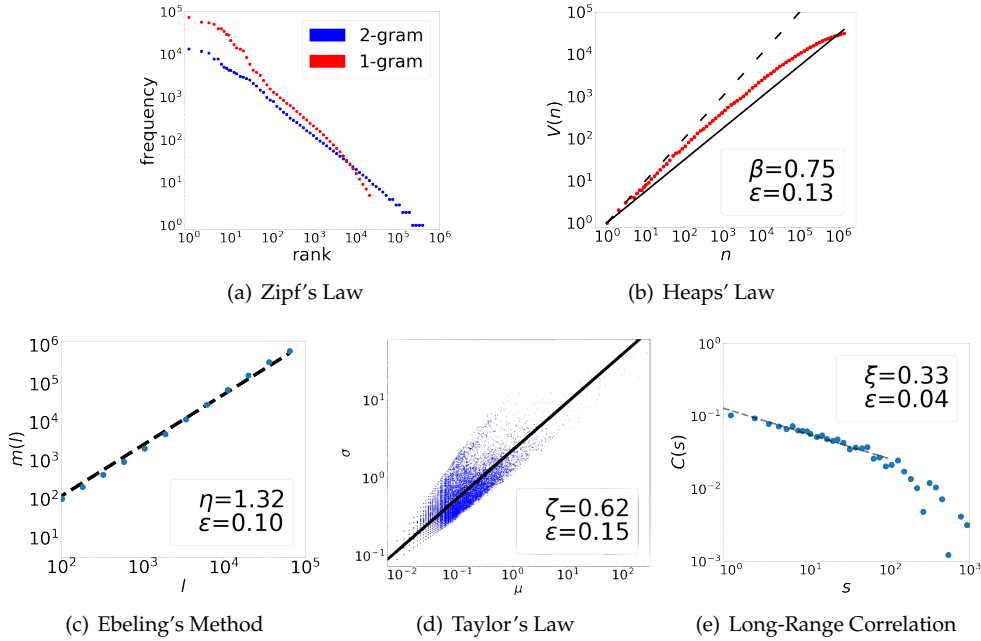 10^5
10^4
10^3
10^2
10^1
10^0
frequency
2-gram
1-gram
10^0 10^1 10^3 10^4 10^5 10^6
rank
(a) Zipf's Law
10^5
10^4
10^3
10^2
10^1
10^0
V(n)
β=0.75
ε=0.13
10^0 10^1 10^2 10^3 10^4 10^5 10^6
n
(b) Heaps' Law
10^6
10^5
10^4
10^3
10^2
10^1
m(l)
η=1.32
ε=0.10
10^2 10^3 10^4 10^5
l
(c) Ebeling's Method
10^1
10^0
10^−1
σ
ζ=0.62
ε=0.15
10^−2 10^−1 10^0 10^1 10^2
μ
(d) Taylor's Law
10^0
10^−1
10^−2
10^−3
C(s)
ξ=0.33
ε=0.04
10^0 10^1 10^2 10^3
s
(e) Long-Range Correlation